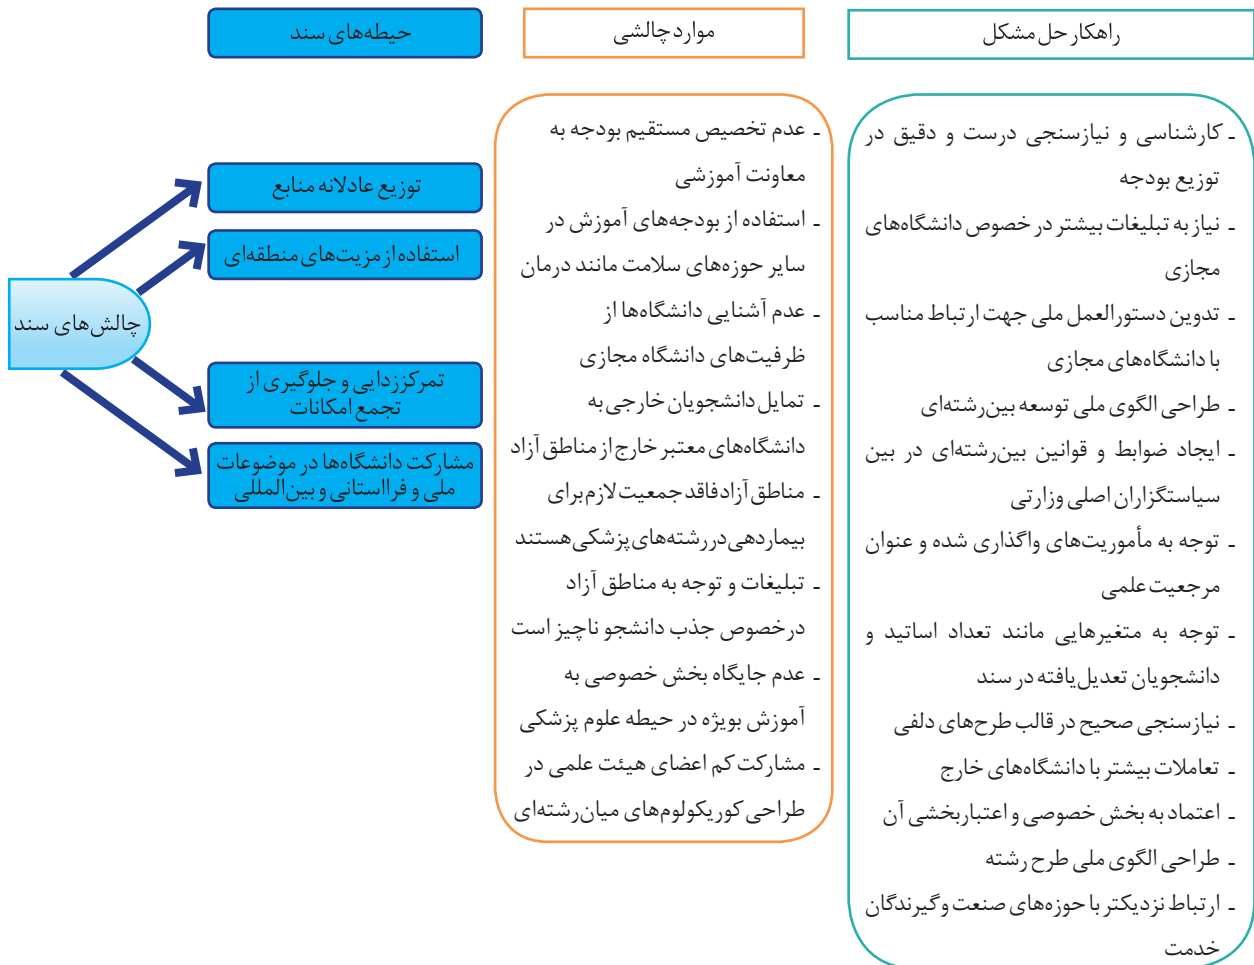 راهکار حل مشکل
موارد چالشی
حیطه‌های سند
ـ کارشناسی و نیازسنجی درست و دقیق در
توزیع بودجه
ـ نیاز به تبلیغات بیشتر در خصوص دانشگاه‌های
مجازی
ـ تدوین دستورالعمل ملی جهت ارتباط مناسب
با دانشگاه‌های مجازی
ـ طراحی الگوی ملی توسعه بین‌رشته‌ای
ـ ایجاد ضوابط و قوانین بین‌رشته‌ای در بین
سیاستگزاران اصلی وزارتی
ـ توجه به مأموریت‌های واگذاری شده و عنوان
مرجعیت علمی
ـ توجه به متغیرهایی مانند تعداد اساتید و
دانشجویان تعدیل‌یافته در سند
ـ نیازسنجی صحیح در قالب طرح‌های دلفی
ـ تعاملات بیشتر با دانشگاه‌های خارج
ـ اعتماد به بخش خصوصی و اعتباربخشی آن
ـ طراحی الگوی ملی طرح رشته
ـ ارتباط نزدیکتر با حوزه‌های صنعت و گیرندگان
خدمت
ـ عدم تخصیص مستقیم بودجه به
معاونت آموزشی
ـ استفاده از بودجه‌های آموزش در
سایر حوزه‌های سلامت مانند درمان
ـ عدم آشنایی دانشگاه‌ها از
ظرفیت‌های دانشگاه مجازی
ـ تمایل دانشجویان خارجی به
دانشگاه‌های معتبر خارج از مناطق آزاد
ـ مناطق آزاد فاقد جمعیت لازم برای
بیماردهی در رشته‌های پزشکی هستند
ـ تبلیغات و توجه به مناطق آزاد
درخصوص جذب دانشجو ناچیز است
ـ عدم جایگاه بخش خصوصی به
آموزش بویژه در حیطه علوم پزشکی
ـ مشارکت کم اعضای هیئت علمی در
طراحی کوریکولوم‌های میان‌رشته‌ای
توزیع عادلانه منابع
استفاده از مزیت‌های منطقه‌ای
تمرکززدایی و جلوگیری از
تجمع امکانات
مشارکت دانشگاه‌ها در موضوعات
ملی و فرااستانی و بین‌المللی
چالش‌های سند